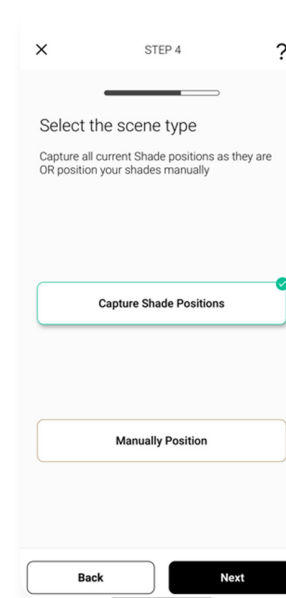 STEP 4
?
Select the scene type
Capture all current Shade positions as they are
OR position your shades manually
Capture Shade Positions
Manually Position
Back
Next